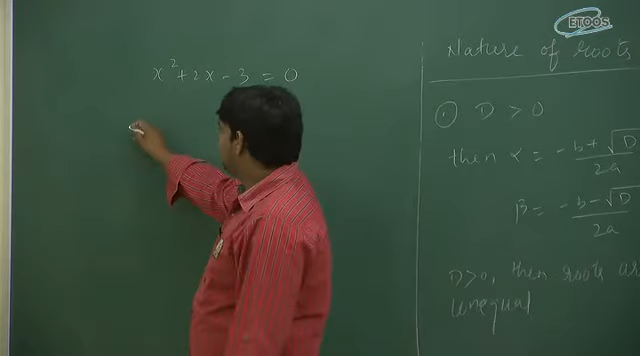 ETOOS
x² + 2x - 3 = 0
Nature of roots
① D > 0
then α = -b+√D/2a
β = -b-√D/2a
D>0, then roots are
unequal